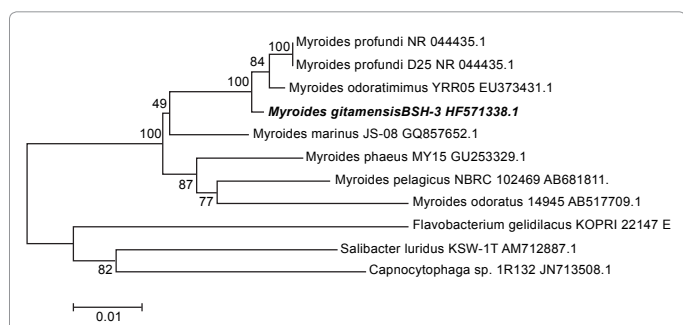 Myroides profundi NR 044435.1
100
Myroides profundi D25 NR 044435.1
84
Myroides odoratimimus YRR05 EU373431.1
100
Myroides gitamensisBSH-3 HF571338.1
49
Myroides marinus JS-08 GQ857652.1
100
Myroides phaeus MY15 GU253329.1
87
Myroides pelagicus NBRC 102469 AB681811.
77
Myroides odoratus 14945 AB517709.1
Flavobacterium gelidilacus KOPRI 22147 E
Salibacter luridus KSW-1T AM712887.1
82
Capnocytophaga sp. 1R132 JN713508.1
0.01